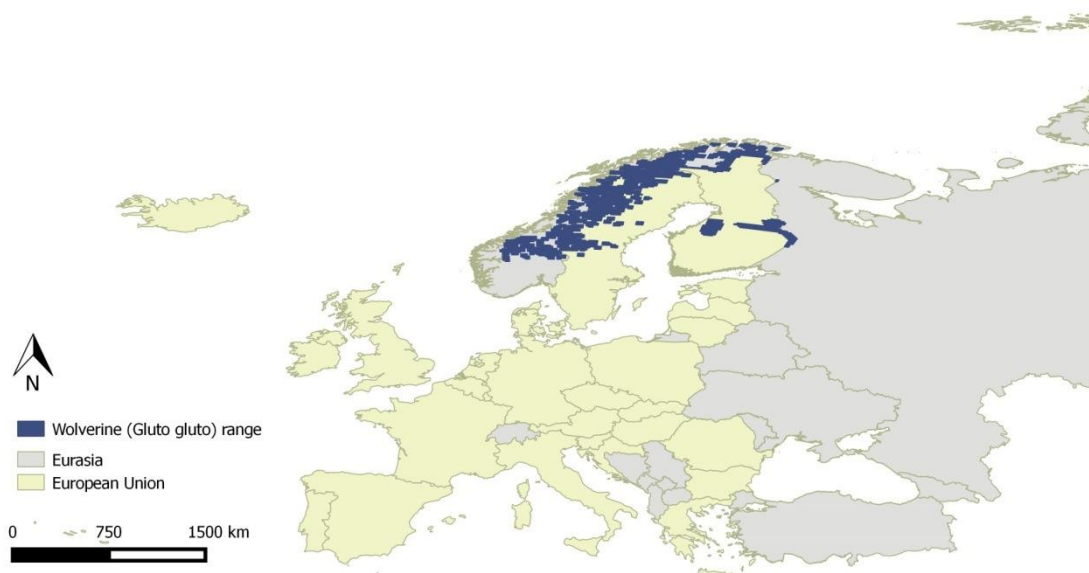 N
Wolverine (Gluto gluto) range
Eurasia
European Union
0 750 1500 km